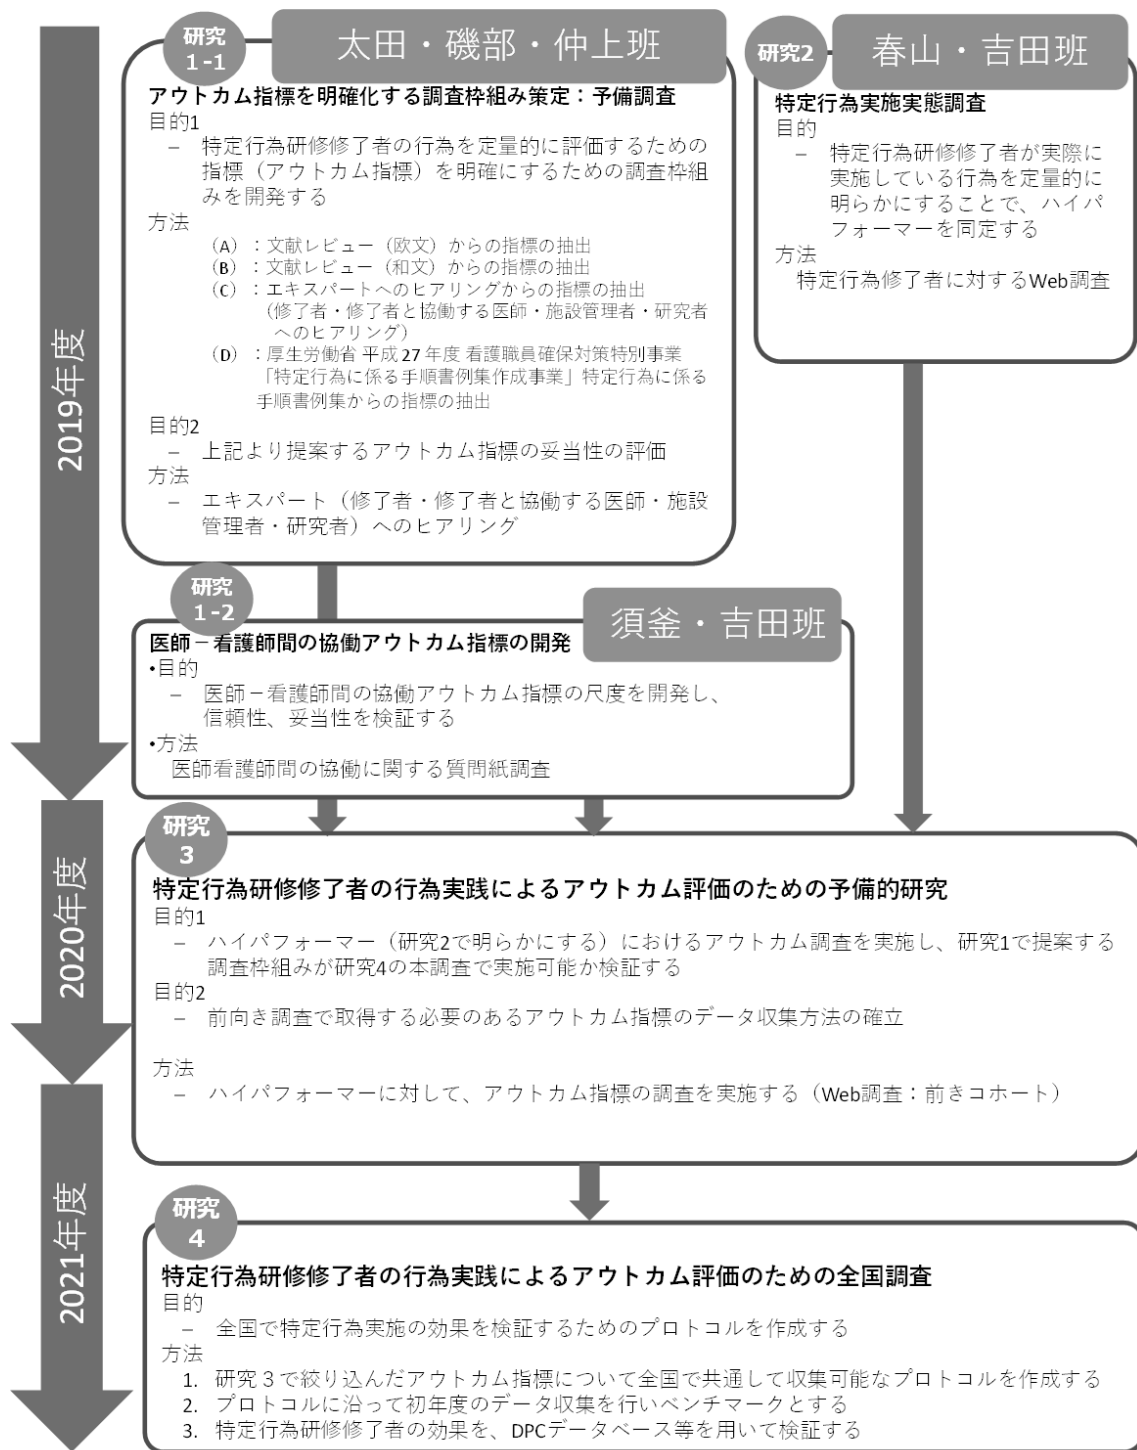 2019年度
研究
1-1
太田・磯部・仲上班
アウトカム指標を明確化する調査枠組み策定：予備調査
目的1
– 特定行為研修修了者の行為を定量的に評価するための
指標（アウトカム指標）を明確にするための調査枠組
みを開発する
方法
（A）：文献レビュー（欧文）からの指標の抽出
（B）：文献レビュー（和文）からの指標の抽出
（C）：エキスパートへのヒアリングからの指標の抽出
（修了者・修了者と協働する医師・施設管理者・研究者
へのヒアリング）
（D）：厚生労働省 平成 27 年度 看護職員確保対策特別事業
「特定行為に係る手順書例集作成事業」特定行為に係る
手順書例集からの指標の抽出
目的2
– 上記より提案するアウトカム指標の妥当性の評価
方法
– エキスパート（修了者・修了者と協働する医師・施設
管理者・研究者）へのヒアリング
研究2
春山・吉田班
特定行為実施実態調査
目的
– 特定行為研修修了者が実際に
実施している行為を定量的に
明らかにすることで、ハイパ
フォーマーを同定する
方法
特定行為修了者に対するWeb調査
研究
1-2
須釜・吉田班
医師－看護師間の協働アウトカム指標の開発
•目的
– 医師－看護師間の協働アウトカム指標の尺度を開発し、
信頼性、妥当性を検証する
•方法
医師看護師間の協働に関する質問紙調査
2020年度
研究
3
特定行為研修修了者の行為実践によるアウトカム評価のための予備的研究
目的1
– ハイパフォーマー（研究2で明らかにする）におけるアウトカム調査を実施し、研究1で提案する
調査枠組みが研究4の本調査で実施可能か検証する
目的2
– 前向き調査で取得する必要のあるアウトカム指標のデータ収集方法の確立
方法
– ハイパフォーマーに対して、アウトカム指標の調査を実施する（Web調査：前きコホート）
2021年度
研究
4
特定行為研修修了者の行為実践によるアウトカム評価のための全国調査
目的
– 全国で特定行為実施の効果を検証するためのプロトコルを作成する
方法
1. 研究３で絞り込んだアウトカム指標について全国で共通して収集可能なプロトコルを作成する
2. プロトコルに沿って初年度のデータ収集を行いベンチマークとする
3. 特定行為研修修了者の効果を、DPCデータベース等を用いて検証する